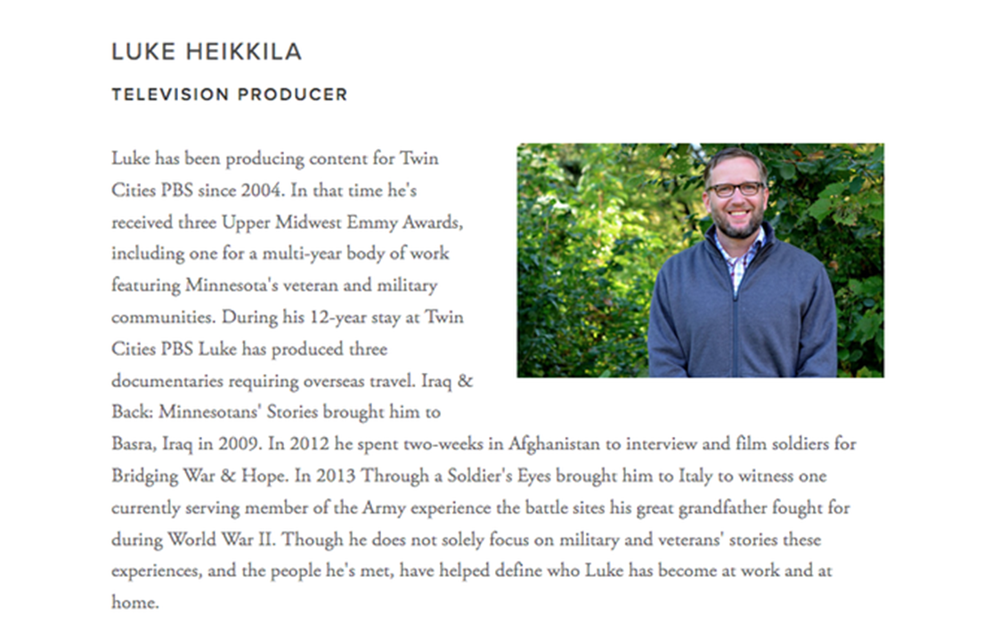 LUKE HEIKKILA
TELEVISION PRODUCER
Luke has been producing content for Twin
Cities PBS since 2004. In that time he's
received three Upper Midwest Emmy Awards,
including one for a multi-year body of work
featuring Minnesota's veteran and military
communities. During his 12-year stay at Twin
Cities PBS Luke has produced three
documentaries requiring overseas travel. Iraq &
Back: Minnesotans' Stories brought him to
Basra, Iraq in 2009. In 2012 he spent two-weeks in Afghanistan to interview and film soldiers for
Bridging War & Hope. In 2013 Through a Soldier's Eyes brought him to Italy to witness one
currently serving member of the Army experience the battle sites his great grandfather fought for
during World War II. Though he does not solely focus on military and veterans' stories these
experiences, and the people he's met, have helped define who Luke has become at work and at
home.